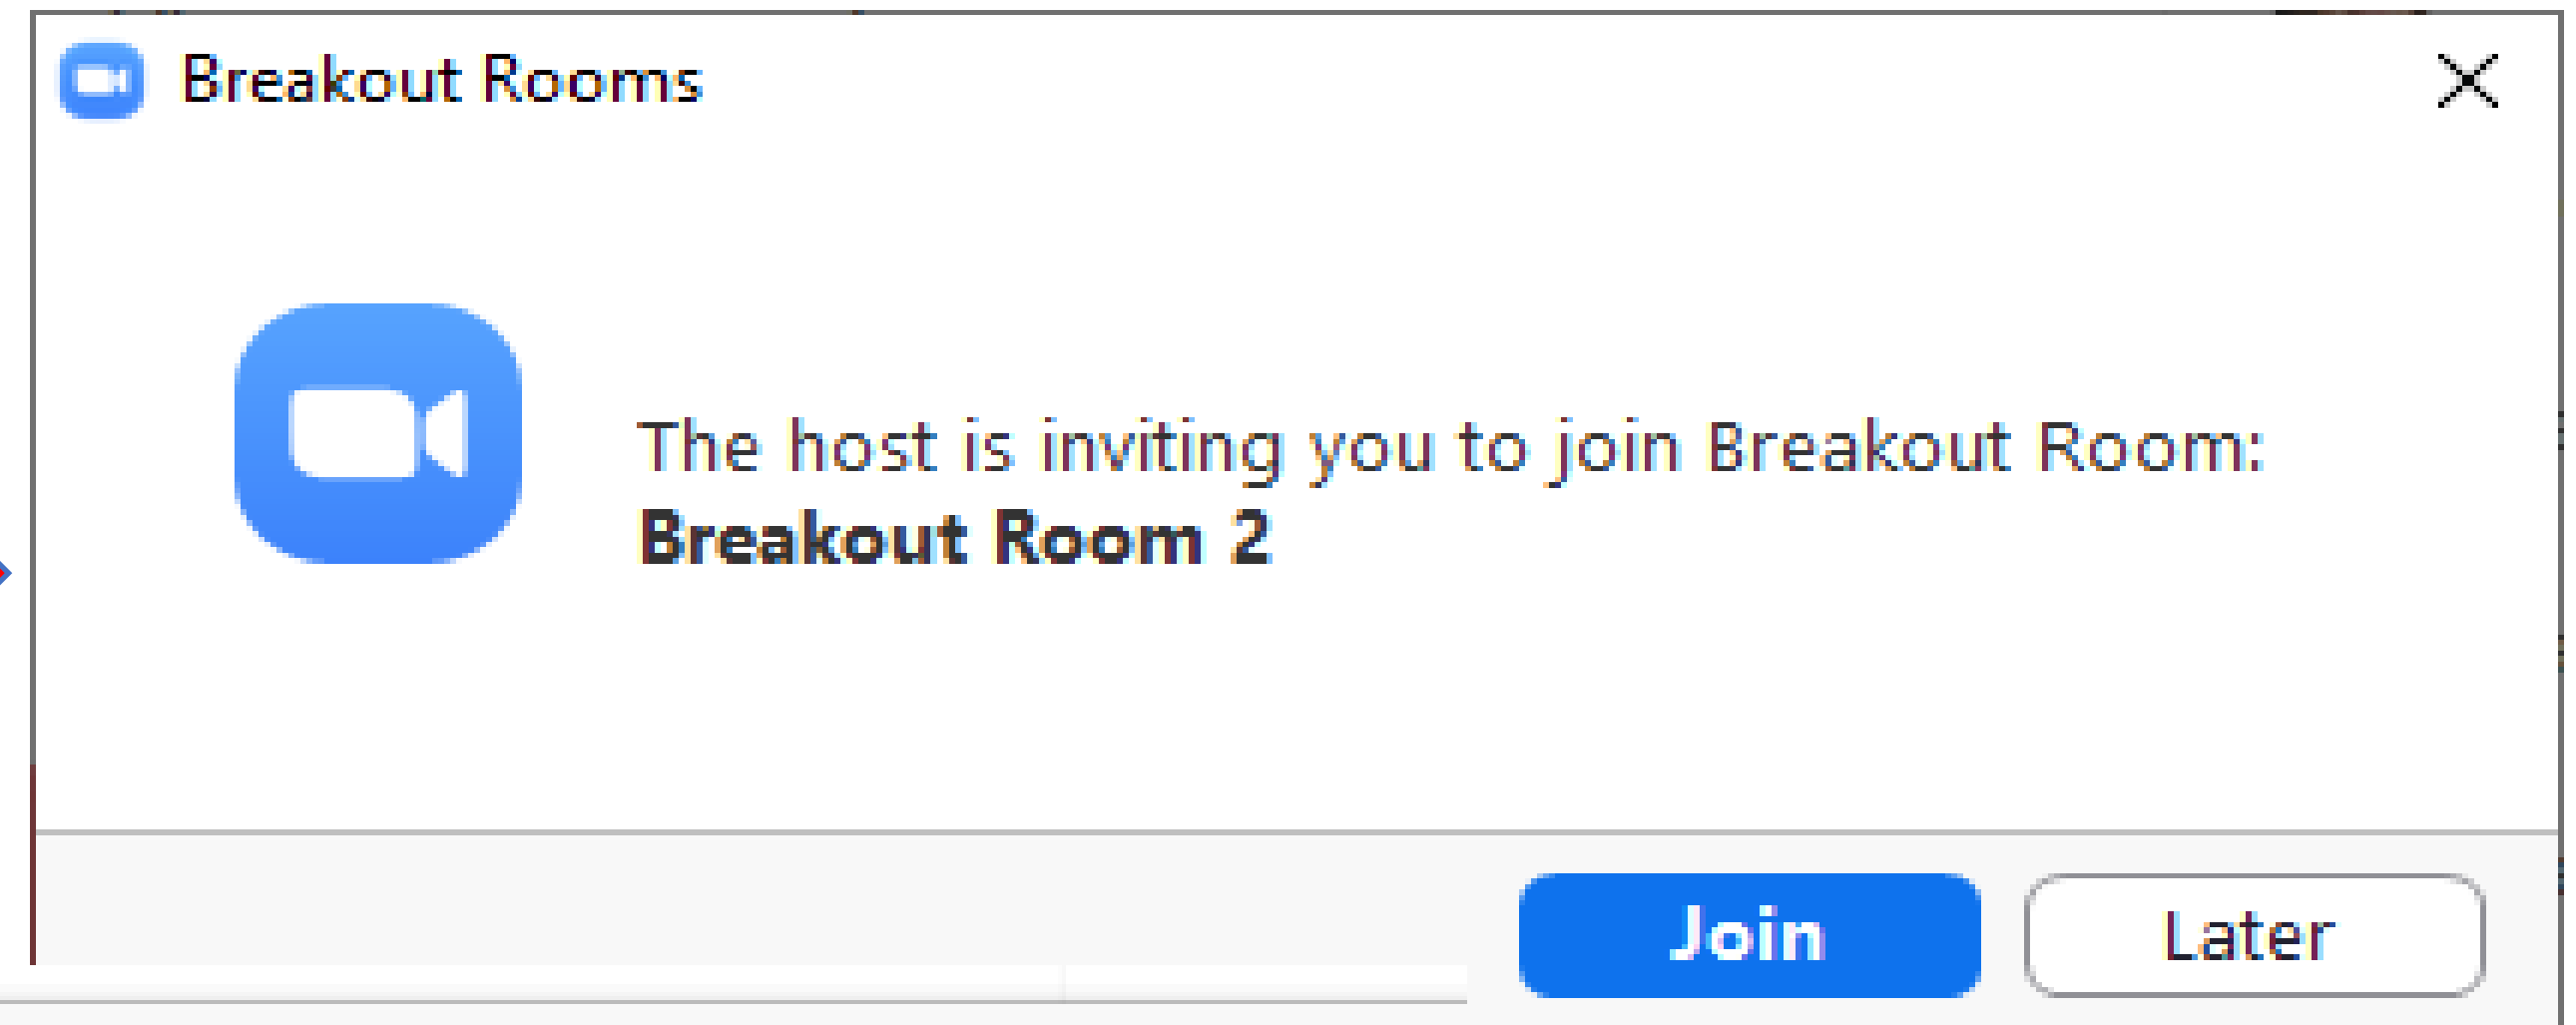 Breakout Rooms
The host is inviting you to join Breakout Room:
Breakout Room 2
Join
Later